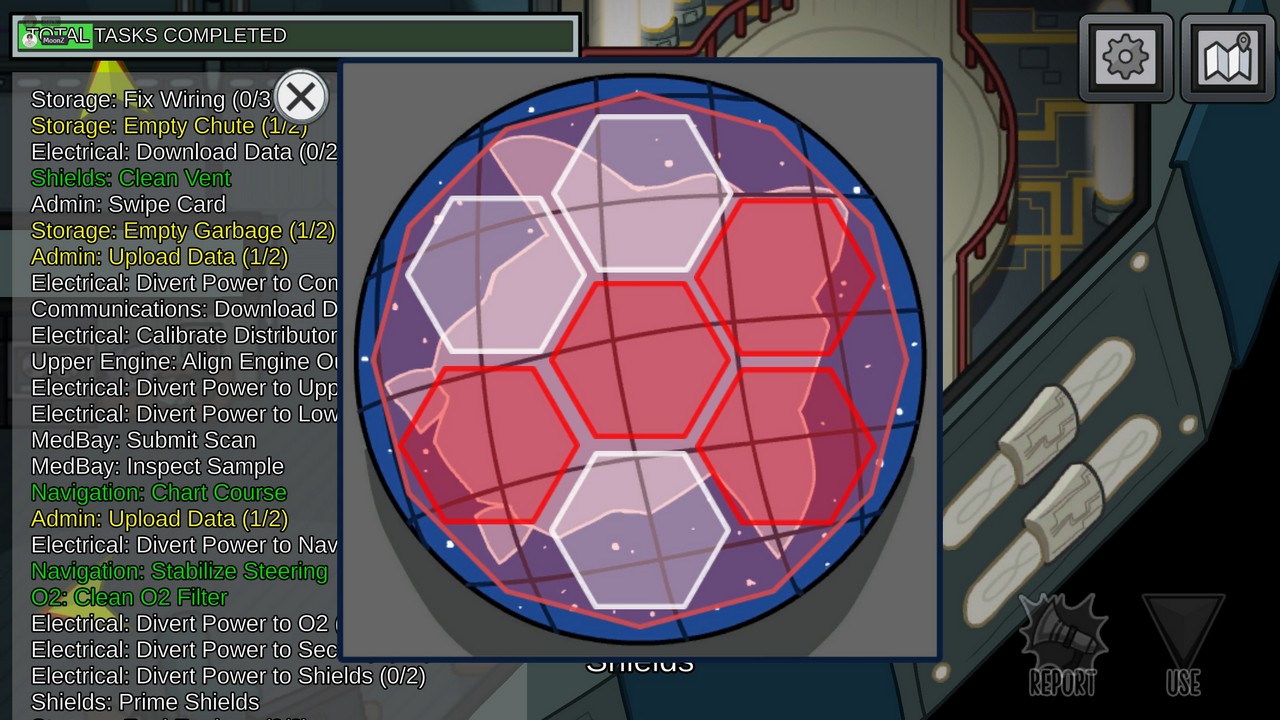 TOTAL TASKS COMPLETED
MoonZ
Storage: Fix Wiring (0/3
Storage: Empty Chute (1/2)
Electrical: Download Data (0/2
Shields: Clean Vent
Admin: Swipe Card
Storage: Empty Garbage (1/2)
Admin: Upload Data (1/2)
Electrical: Divert Power to Com
Communications: Download D
Electrical: Calibrate Distributor
Upper Engine: Align Engine Ou
Electrical: Divert Power to Upp
Electrical: Divert Power to Low
MedBay: Submit Scan
MedBay: Inspect Sample
Navigation: Chart Course
Admin: Upload Data (1/2)
Electrical: Divert Power to Nav
Navigation: Stabilize Steering
O2: Clean O2 Filter
Electrical: Divert Power to O2 (
Electrical: Divert Power to Sec
Electrical: Divert Power to Shields (0/2)
Shields: Prime Shields
Shields
REPORT
USE